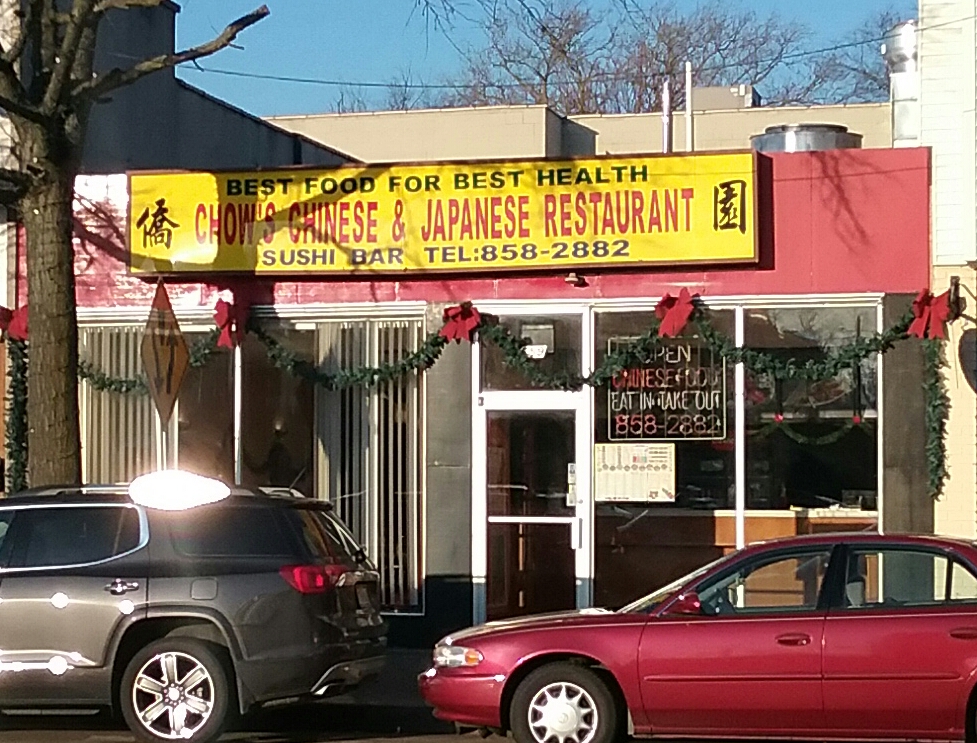 BEST FOOD FOR BEST HEALTH
僑 CHOW'S CHINESE & JAPANESE RESTAURANT 園
SUSHI BAR TEL:858-2882
OPEN
CHINESE FOOD
EAT IN TAKE OUT
858-2882